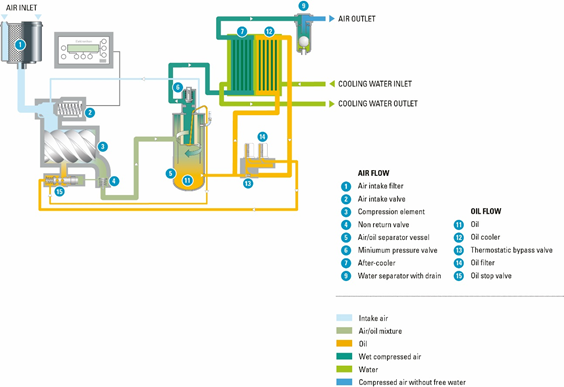 AIR INLET
1
2
3
4
15
6
5
11
7
12
9
14
13
AIR OUTLET
COOLING WATER INLET
COOLING WATER OUTLET
AIR FLOW
1 Air intake filter
2 Air intake valve
3 Compression element
4 Non return valve
5 Air/oil separator vessel
6 Miniumum pressure valve
7 After-cooler
9 Water separator with drain
OIL FLOW
11 Oil
12 Oil cooler
13 Thermostatic bypass valve
14 Oil filter
15 Oil stop valve
Intake air
Air/oil mixture
Oil
Wet compressed air
Water
Compressed air without free water